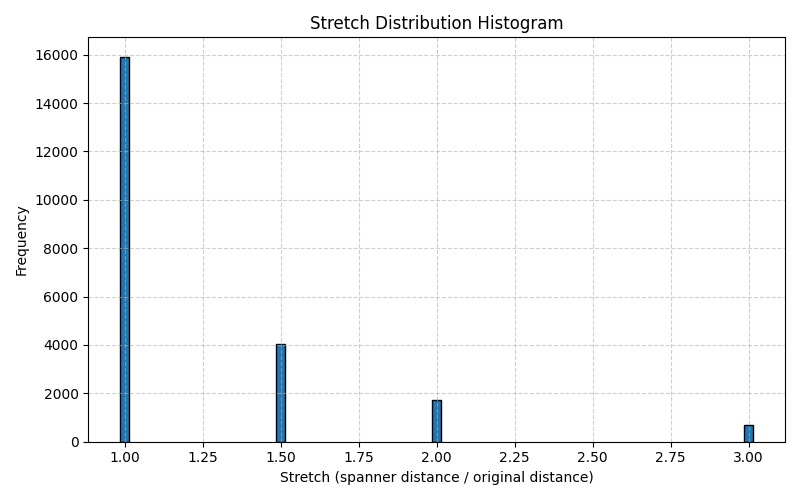 Stretch Distribution Histogram
16000
14000
12000
10000
8000
6000
4000
2000
0
Frequency
1.00 1.25 1.50 1.75 2.00 2.25 2.50 2.75 3.00
Stretch (spanner distance / original distance)